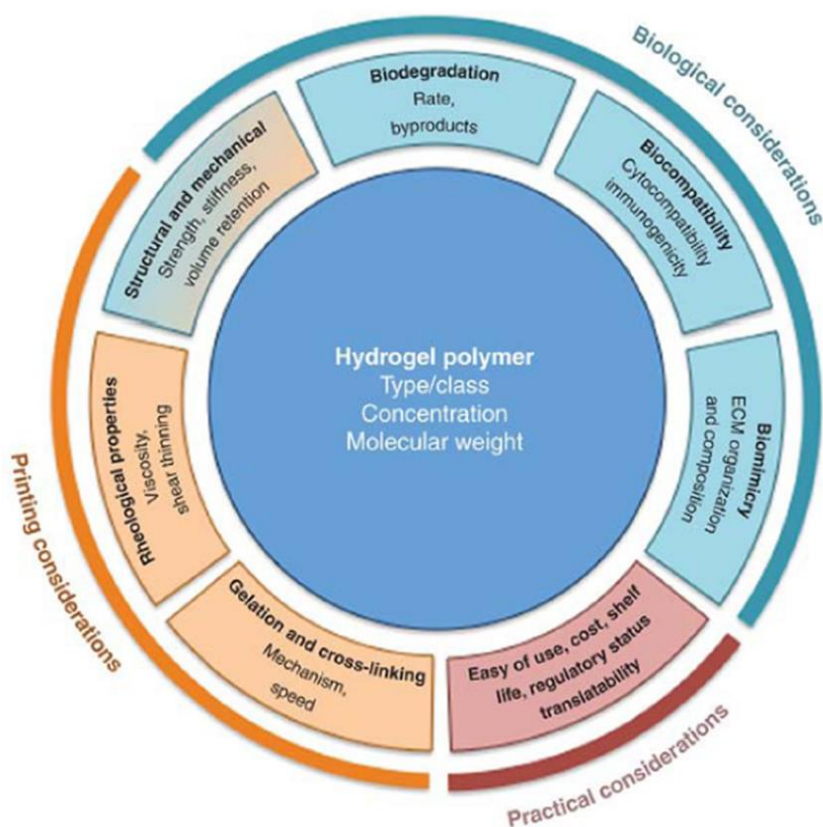 Biological considerations
Biodegradation
Rate,
byproducts
Biocompatibility
Cytocompatibility
immunogenicity
Biomimicry
ECM organization
and composition
Easy of use, cost, shelf
life, regulatory status
translatability
Practical considerations
Gelation and cross-linking
Mechanism,
speed
Rheological properties
Viscosity,
shear thinning
Printing considerations
Structural and mechanical
Strength, stiffness,
volume retention
Hydrogel polymer
Type/class
Concentration
Molecular weight